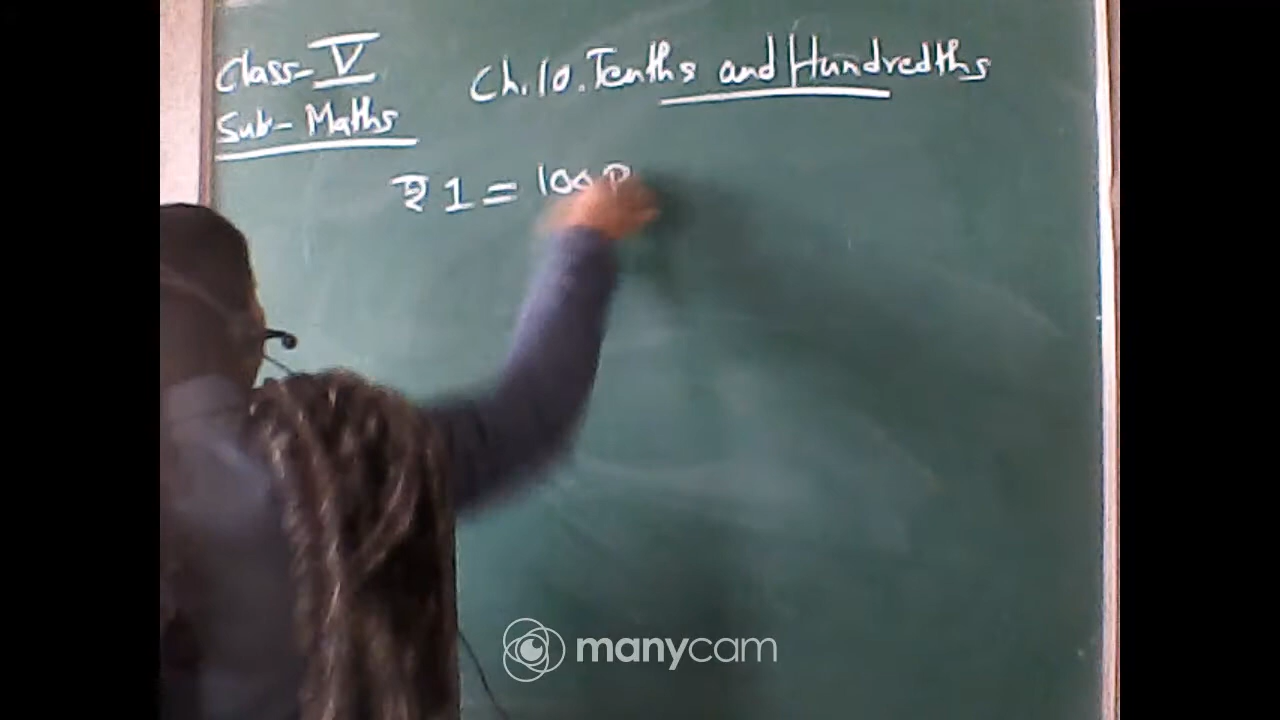 Class-V
Ch.10.Tenths and Hundredths
Sub- Maths
₹ 1 = 100 P
manycam